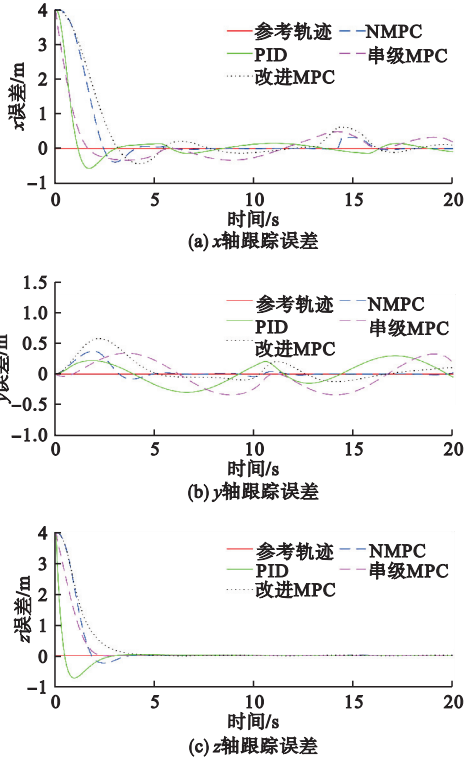 4
参考轨迹 NMPC
PID 串级MPC
改进MPC
3
2
1
0
-1
x误差/m
0 5 10 15 20
时间/s
(a) x轴跟踪误差
1.5
1.0
0.5
0
-0.5
-1.0
y误差/m
参考轨迹 NMPC
PID 串级MPC
改进MPC
0 5 10 15 20
时间/s
(b) y轴跟踪误差
4
3
2
1
0
-1
z误差/m
参考轨迹 NMPC
PID 串级MPC
改进MPC
0 5 10 15 20
时间/s
(c) z轴跟踪误差